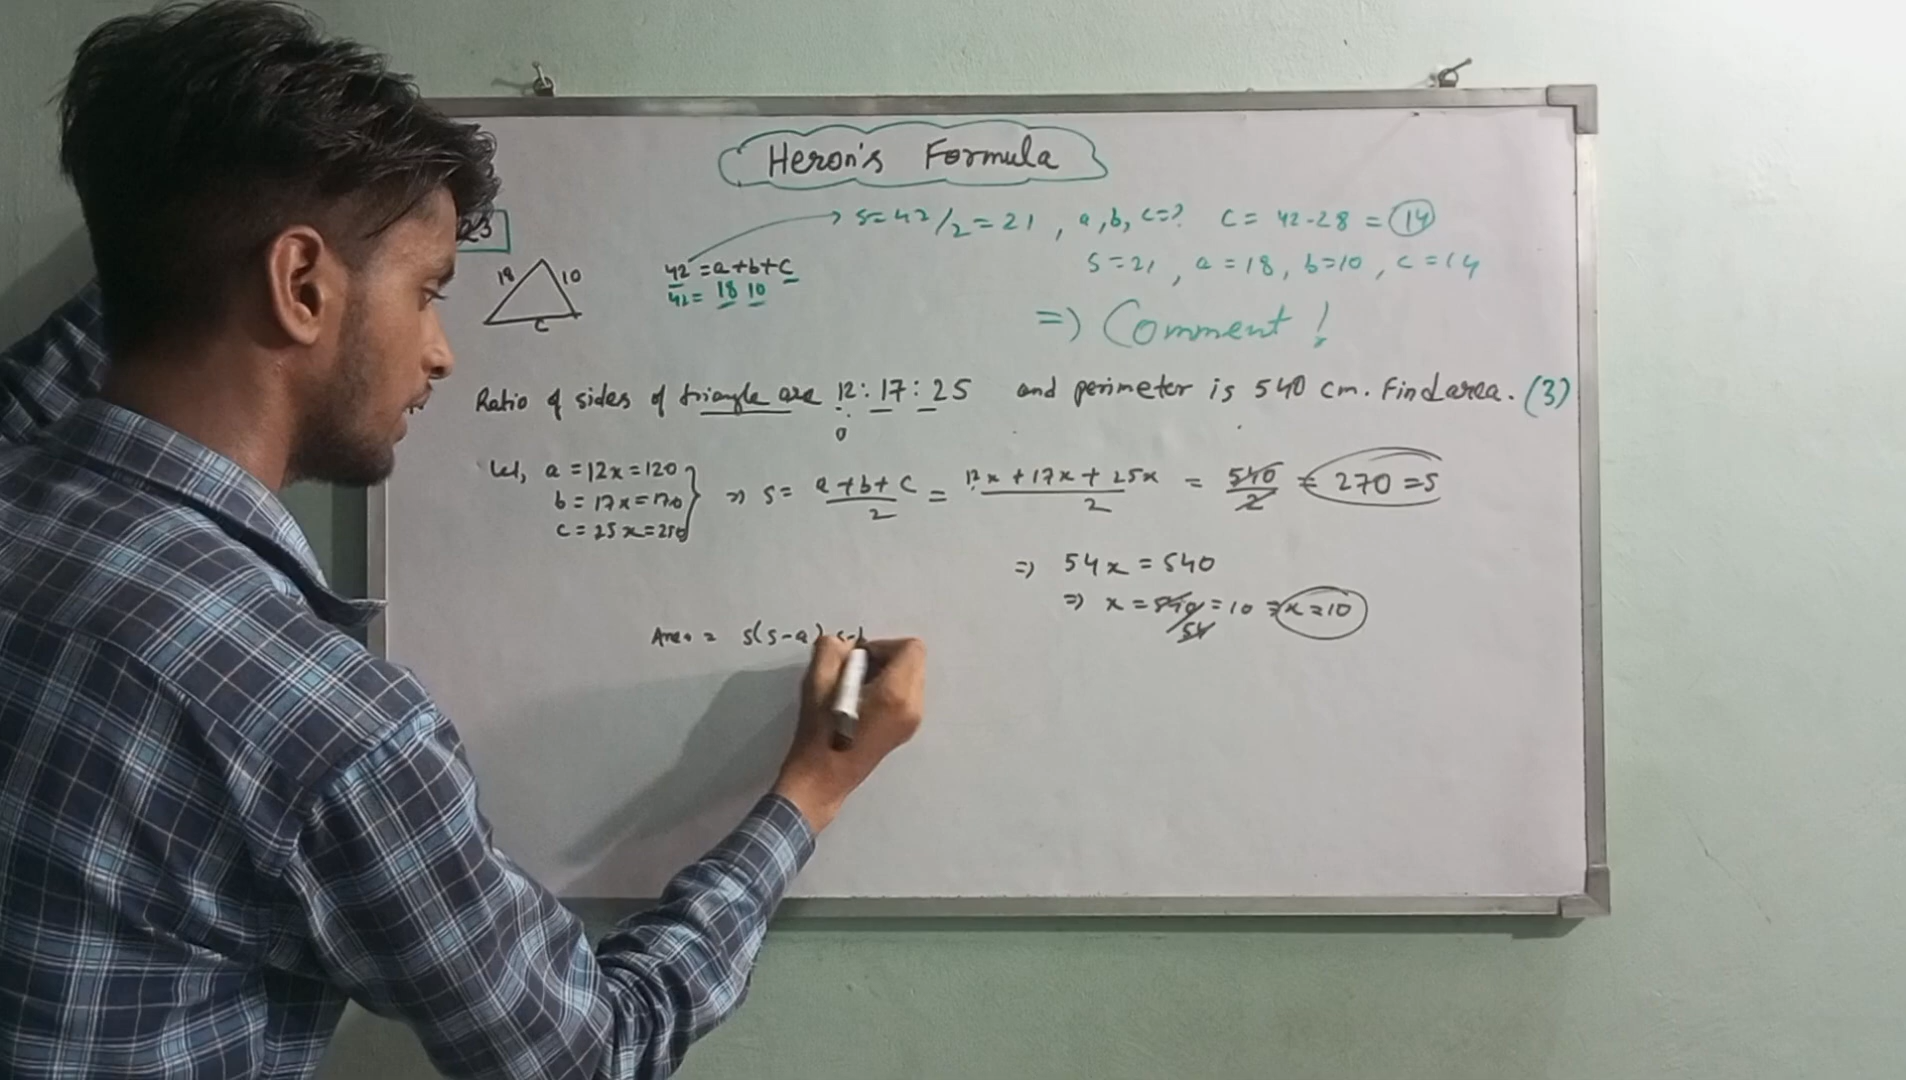 Heron's Formula
23
S=42/2=21 , a,b, c=? C= 42-28 = 14
18 10
C
42 =a+b+c
42= 18 10
S=21 , a=18, b=10 , c=14
=) Comment !
Ratio of sides of triangle are 12:17:25 and perimeter is 540 cm. Find area. (3)
0
Let, a =12x=120
b=17x=170
c=25x=250
=) S= a+b+c / 2 = 12x+17x+25x / 2 = 540 / 2 = 270 =S
=) 54x=540
=) x=540/54=10 =x=10
Area = s(s-a)